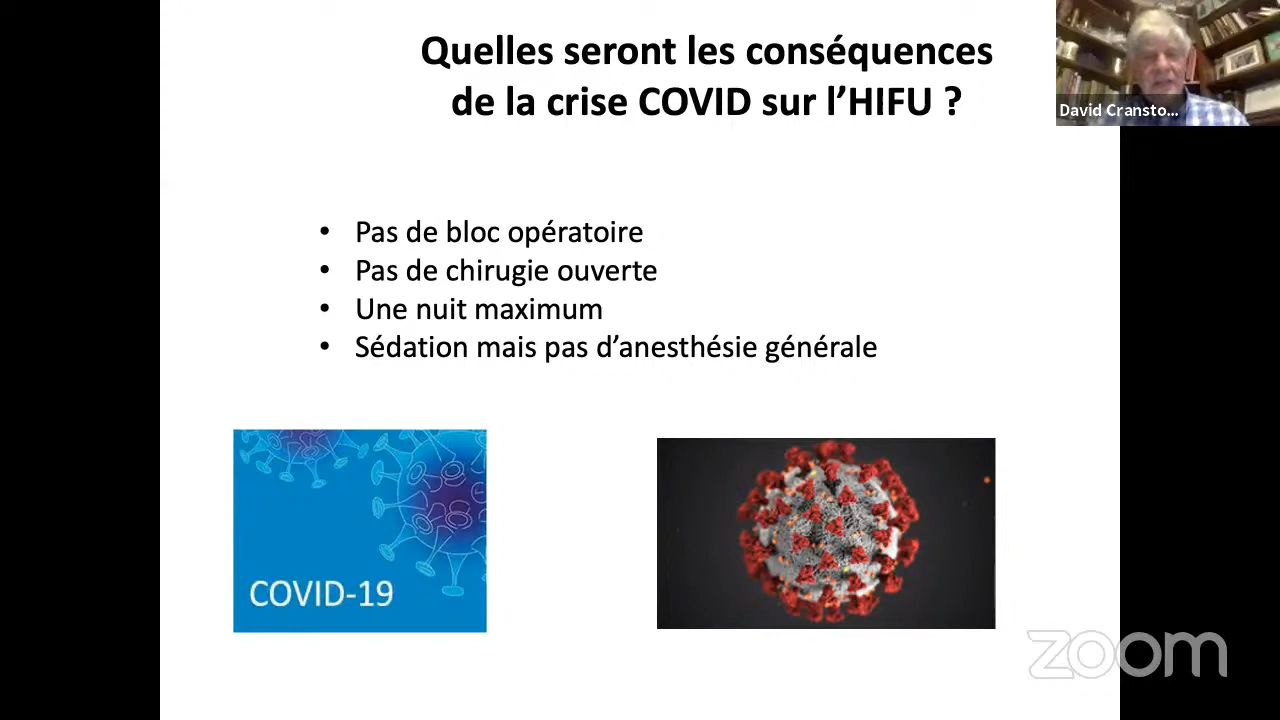 Quelles seront les conséquences
de la crise COVID sur l’HIFU ?
David Cransto...
• Pas de bloc opératoire
• Pas de chirugie ouverte
• Une nuit maximum
• Sédation mais pas d’anesthésie générale
COVID-19
zoom